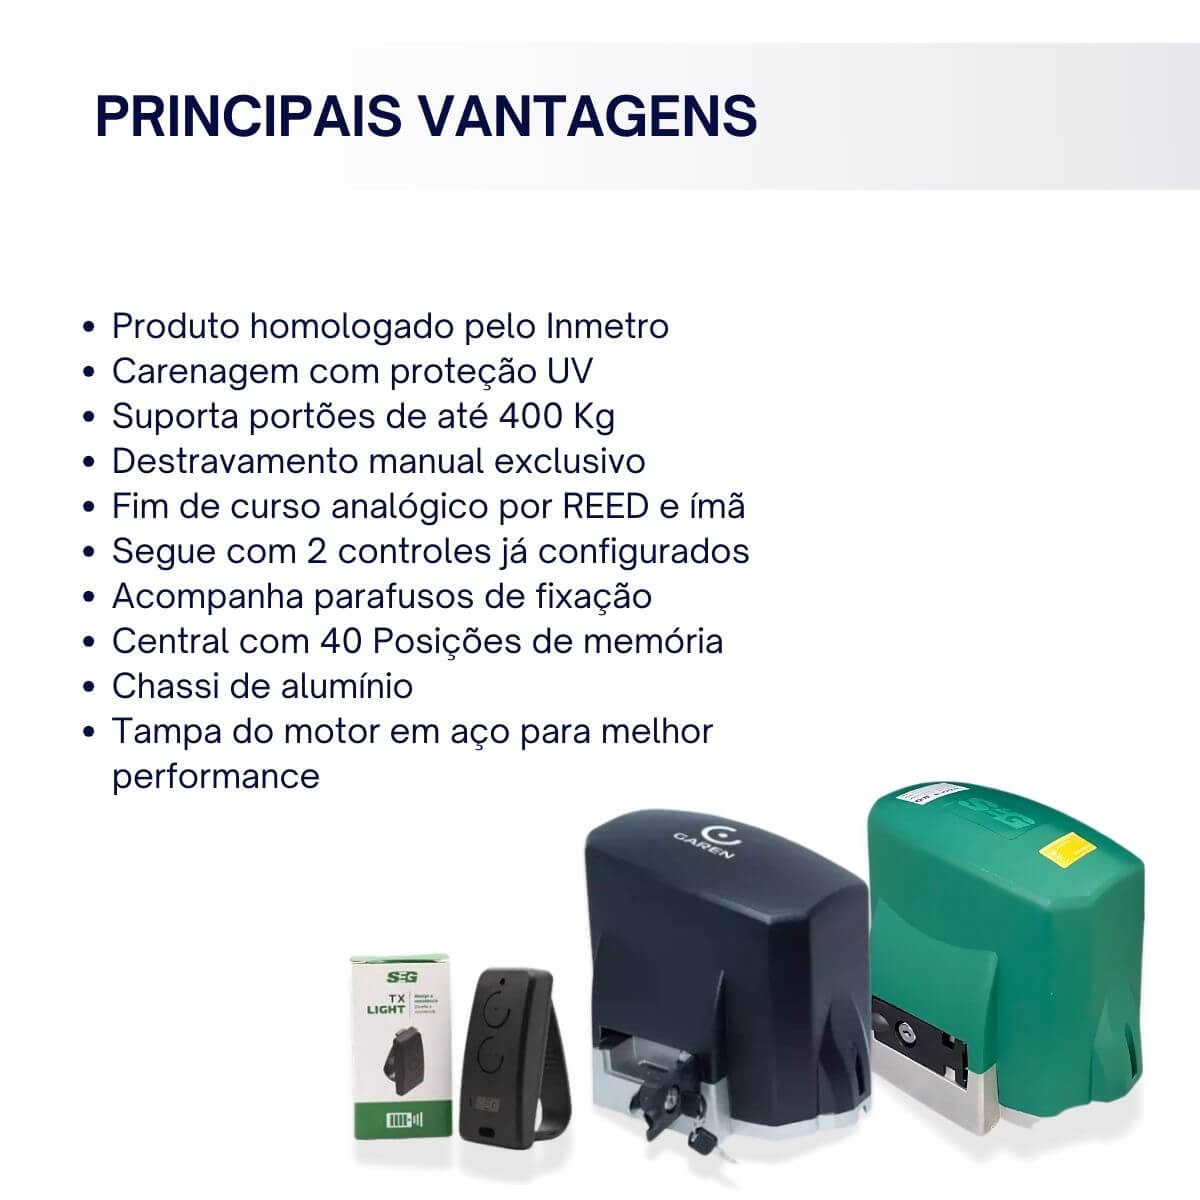 PRINCIPAIS VANTAGENS
• Produto homologado pelo Inmetro
• Carenagem com proteção UV
• Suporta portões de até 400 Kg
• Destravamento manual exclusivo
• Fim de curso analógico por REED e ímã
• Segue com 2 controles já configurados
• Acompanha parafusos de fixação
• Central com 40 Posições de memória
• Chassi de alumínio
• Tampa do motor em aço para melhor
performance
GAREN
SEG
SEG
TX
LIGHT
SEG